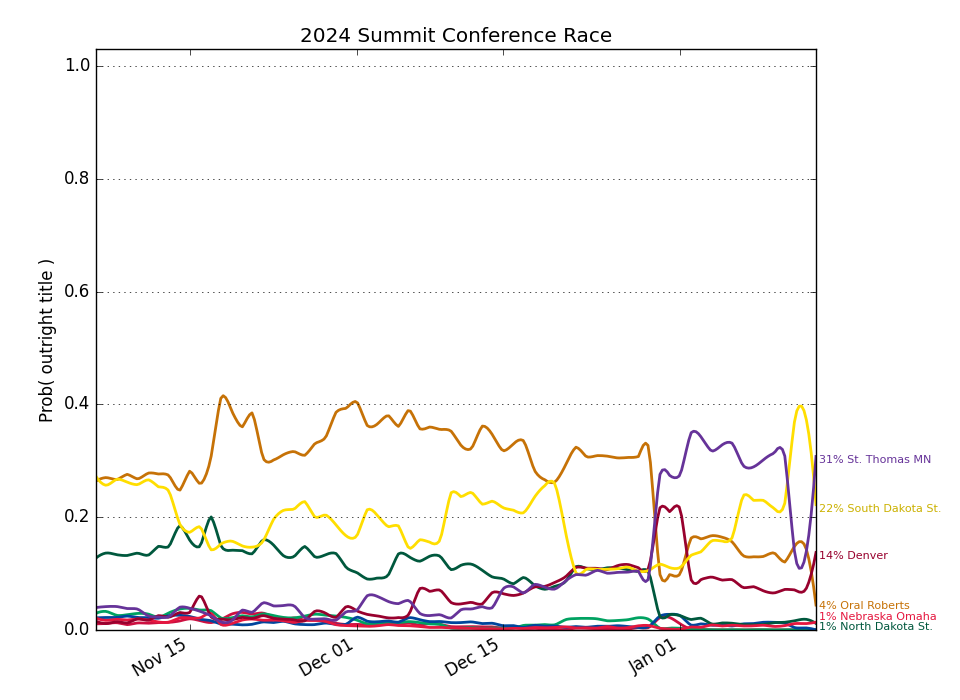 2024 Summit Conference Race
Prob( outright title )
1.0
0.8
0.6
0.4
0.2
0.0
Nov 15
Dec 01
Dec 15
Jan 01
31% St. Thomas MN
22% South Dakota St.
14% Denver
4% Oral Roberts
1% Nebraska Omaha
1% North Dakota St.